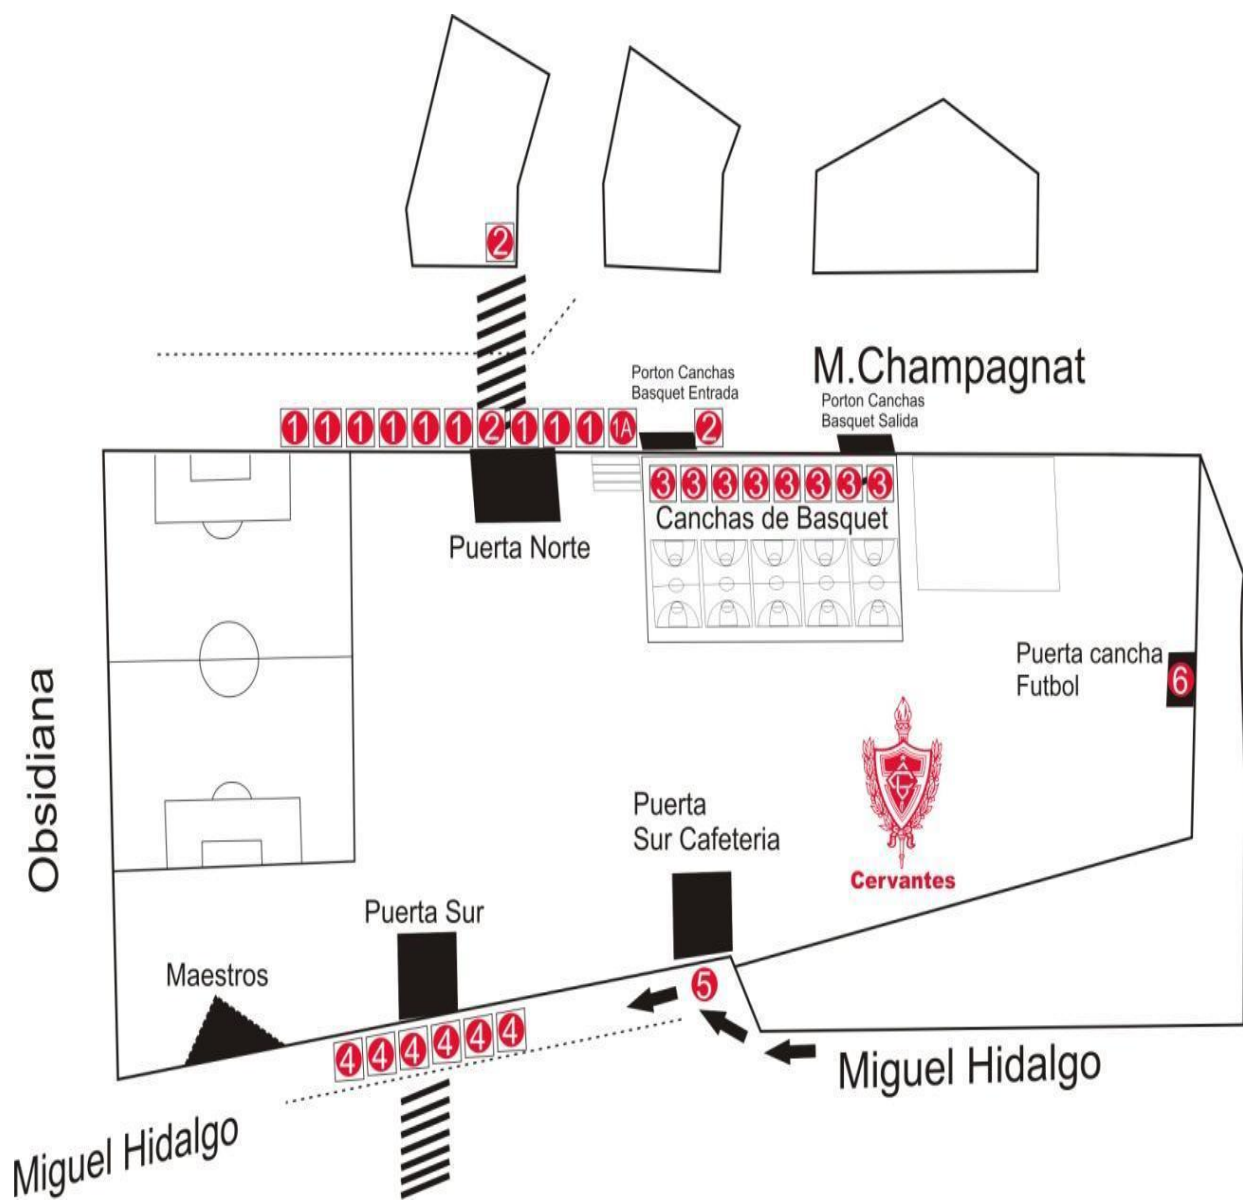 2
Porton Canchas
Basquet Entrada
M.Champagnat
Porton Canchas
Basquet Salida
1 1 1 1 1 1 2 1 1 1 1A 2
3 3 3 3 3 3 3 3
Canchas de Basquet
Puerta Norte
Puerta cancha
Futbol
6
Obsidiana
Puerta
Sur Cafeteria
Cervantes
Puerta Sur
Maestros
5
4 4 4 4 4 4
Miguel Hidalgo
Miguel Hidalgo